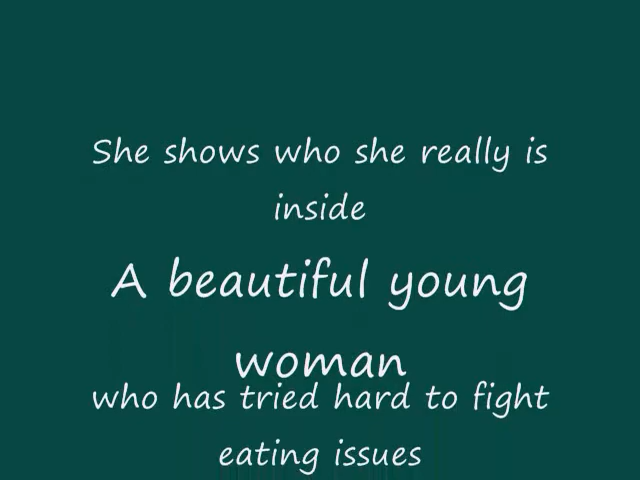 She shows who she really is
inside
A beautiful young
woman
who has tried hard to fight
eating issues